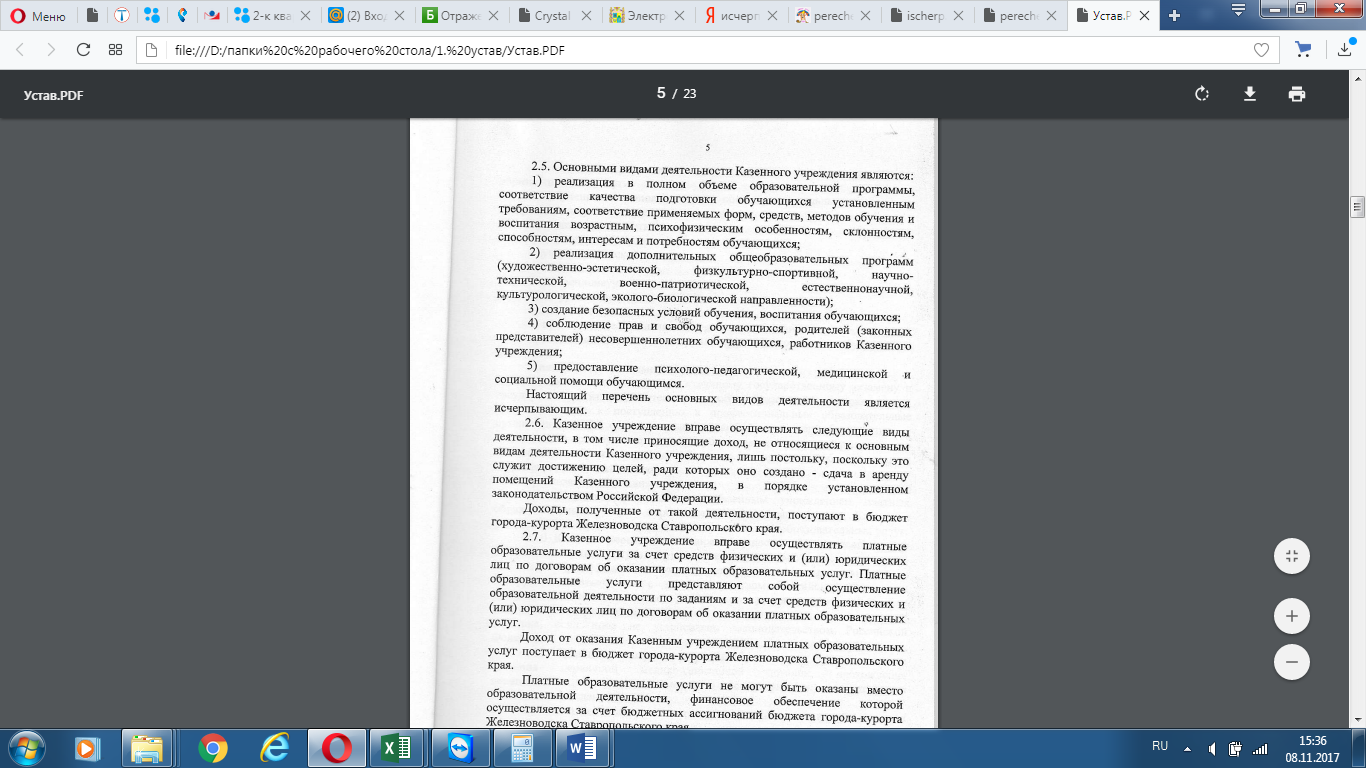 Меню
2-к ква
(2) Вход
Отраже
Crystal
Электр
исчерп
pereche
ischerp
pereche
Устав.P
file:///D:/папки%20с%20рабочего%20стола/1.%20устав/Устав.PDF
Устав.PDF
5 / 23
5
2.5. Основными видами деятельности Казенного учреждения являются:
1) реализация в полном объеме образовательной программы,
соответствие качества подготовки обучающихся установленным
требованиям, соответствие применяемых форм, средств, методов обучения и
воспитания возрастным, психофизическим особенностям, склонностям,
способностям, интересам и потребностям обучающихся;
2) реализация дополнительных общеобразовательных программ
(художественно-эстетической, физкультурно-спортивной, научно-
технической, военно-патриотической, естественнонаучной,
культурологической, эколого-биологической направленности);
3) создание безопасных условий обучения, воспитания обучающихся;
4) соблюдение прав и свобод обучающихся, родителей (законных
представителей) несовершеннолетних обучающихся, работников Казенного
учреждения;
5) предоставление психолого-педагогической, медицинской и
социальной помощи обучающимся.
Настоящий перечень основных видов деятельности является
исчерпывающим.
2.6. Казенное учреждение вправе осуществлять следующие виды
деятельности, в том числе приносящие доход, не относящиеся к основным
видам деятельности Казенного учреждения, лишь постольку, поскольку это
служит достижению целей, ради которых оно создано - сдача в аренду
помещений Казенного учреждения, в порядке установленном
законодательством Российской Федерации.
Доходы, полученные от такой деятельности, поступают в бюджет
города-курорта Железноводска Ставропольского края.
2.7. Казенное учреждение вправе осуществлять платные
образовательные услуги за счет средств физических и (или) юридических
лиц по договорам об оказании платных образовательных услуг. Платные
образовательные услуги представляют собой осуществление
образовательной деятельности по заданиям и за счет средств физических и
(или) юридических лиц по договорам об оказании платных образовательных
услуг.
Доход от оказания Казенным учреждением платных образовательных
услуг поступает в бюджет города-курорта Железноводска Ставропольского
края.
Платные образовательные услуги не могут быть оказаны вместо
образовательной деятельности, финансовое обеспечение которой
осуществляется за счет бюджетных ассигнований бюджета города-курорта
Железноводска Ставропольского края
RU
15:36
08.11.2017